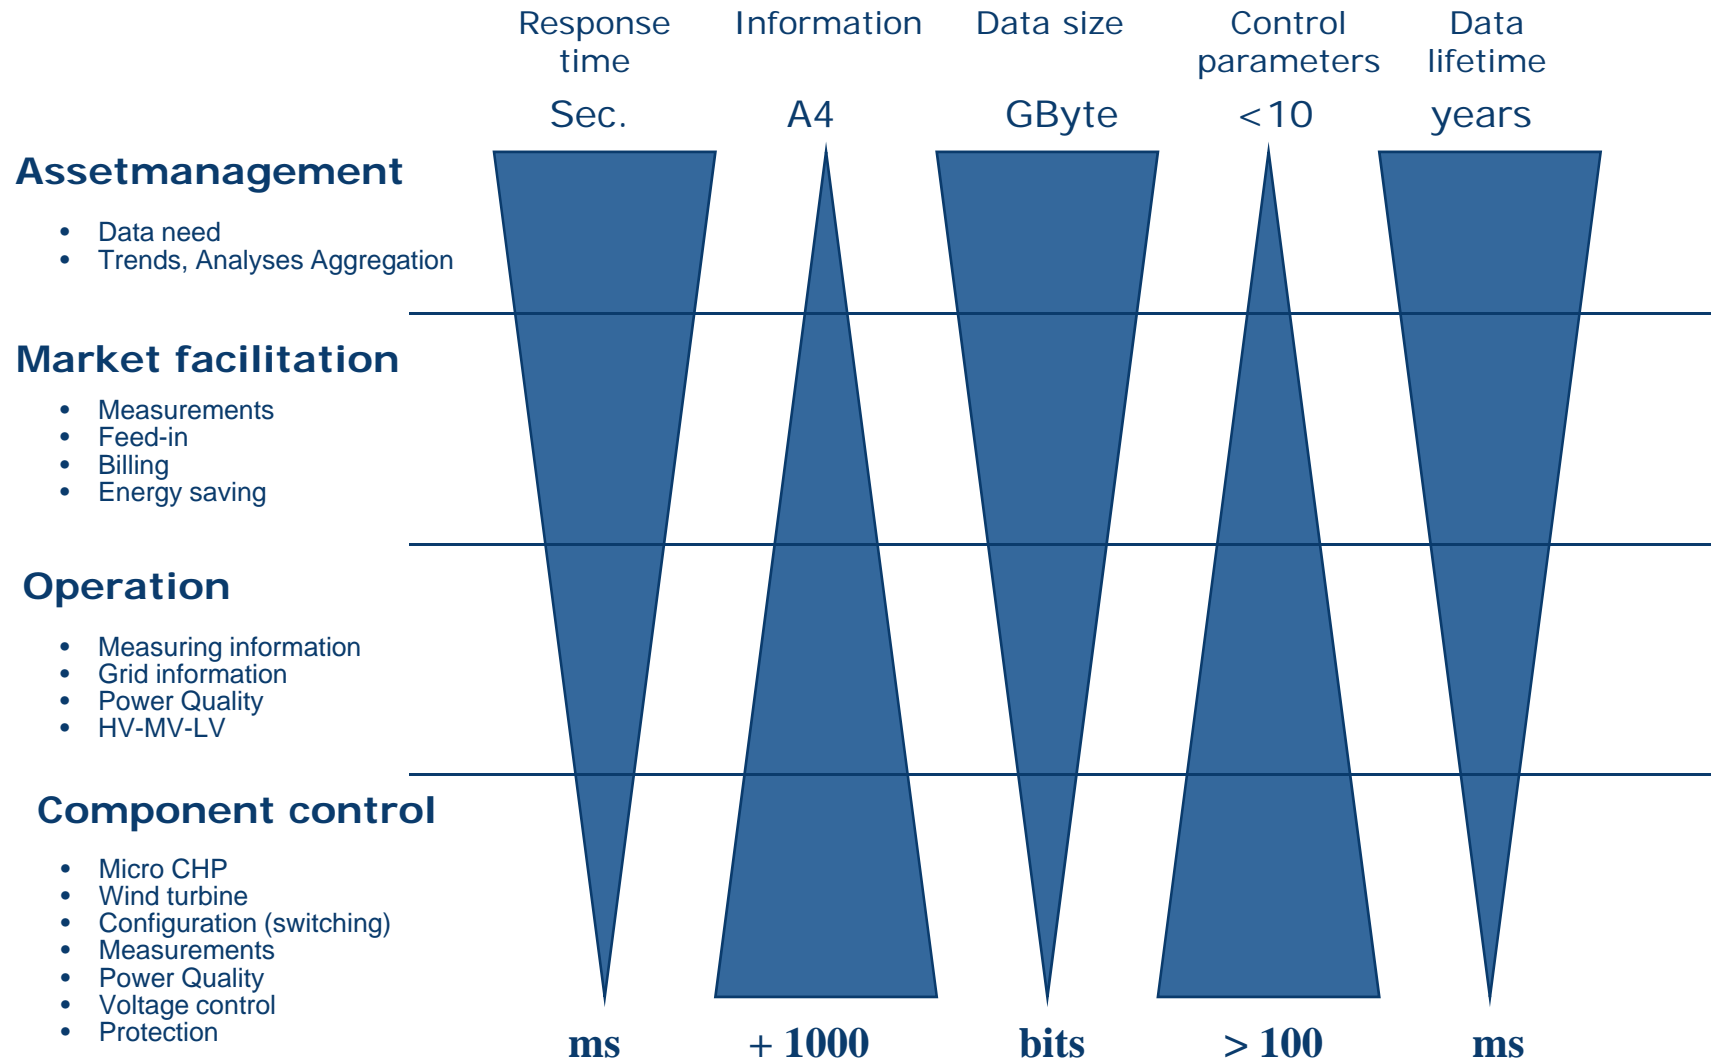 Response
time
Information
Data size
Control
parameters
Data
lifetime
Sec.
A4
GByte
<10
years
Assetmanagement
• Data need
• Trends, Analyses Aggregation
Market facilitation
• Measurements
• Feed-in
• Billing
• Energy saving
Operation
• Measuring information
• Grid information
• Power Quality
• HV-MV-LV
Component control
• Micro CHP
• Wind turbine
• Configuration (switching)
• Measurements
• Power Quality
• Voltage control
• Protection
ms
+ 1000
bits
> 100
ms